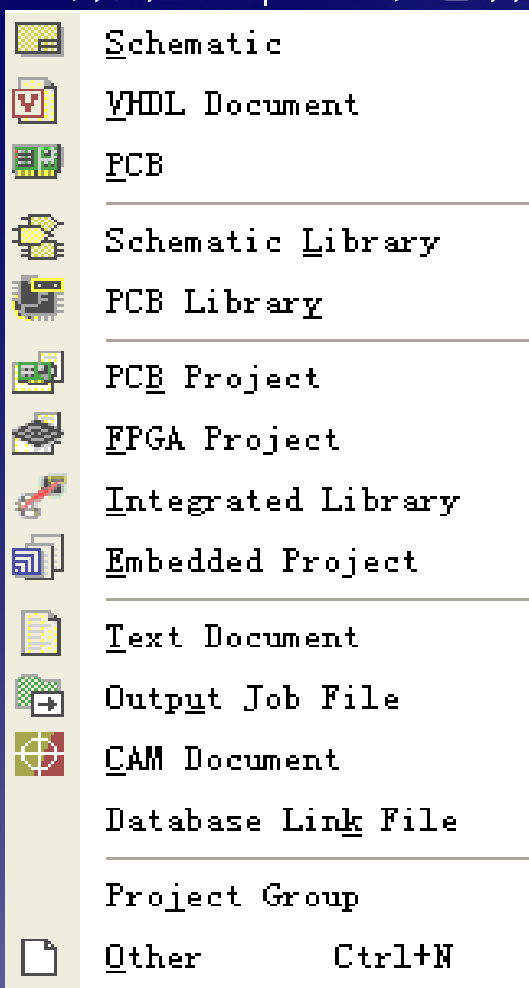 Schematic
VHDL Document
PCB
Schematic Library
PCB Library
PCB Project
FPGA Project
Integrated Library
Embedded Project
Text Document
Output Job File
CAM Document
Database Link File
Project Group
Other Ctrl+N